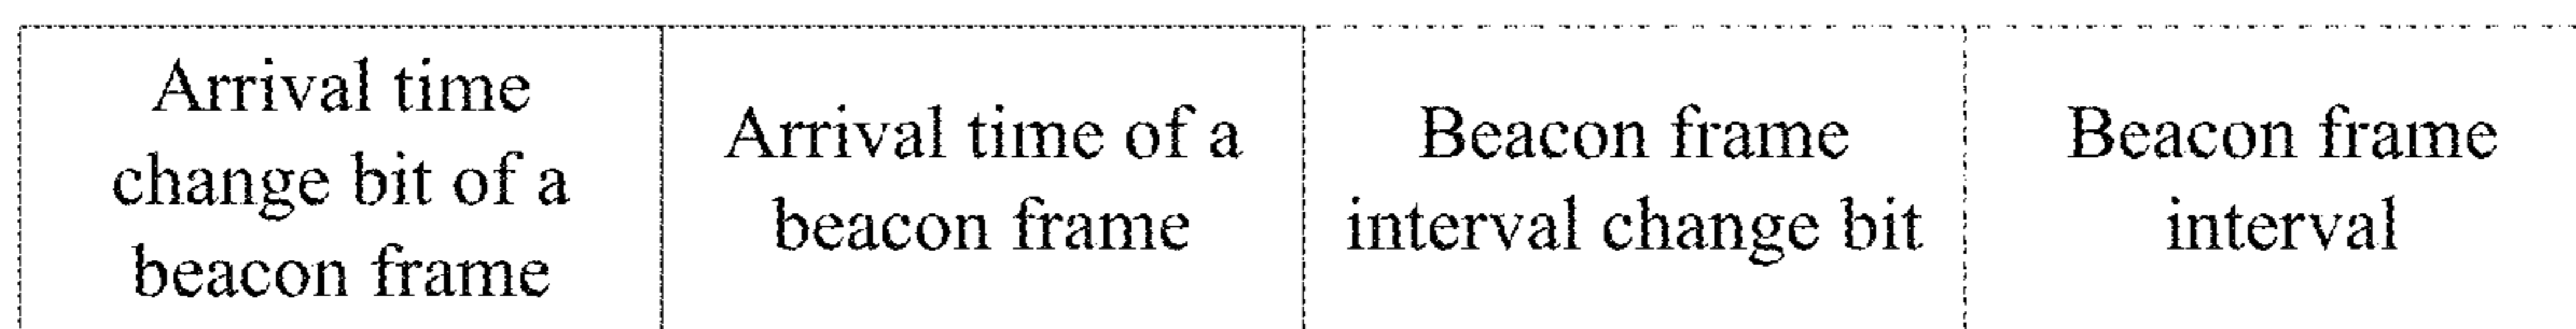 Arrival time
change bit of a
beacon frame
Arrival time of a
beacon frame
Beacon frame
interval change bit
Beacon frame
interval